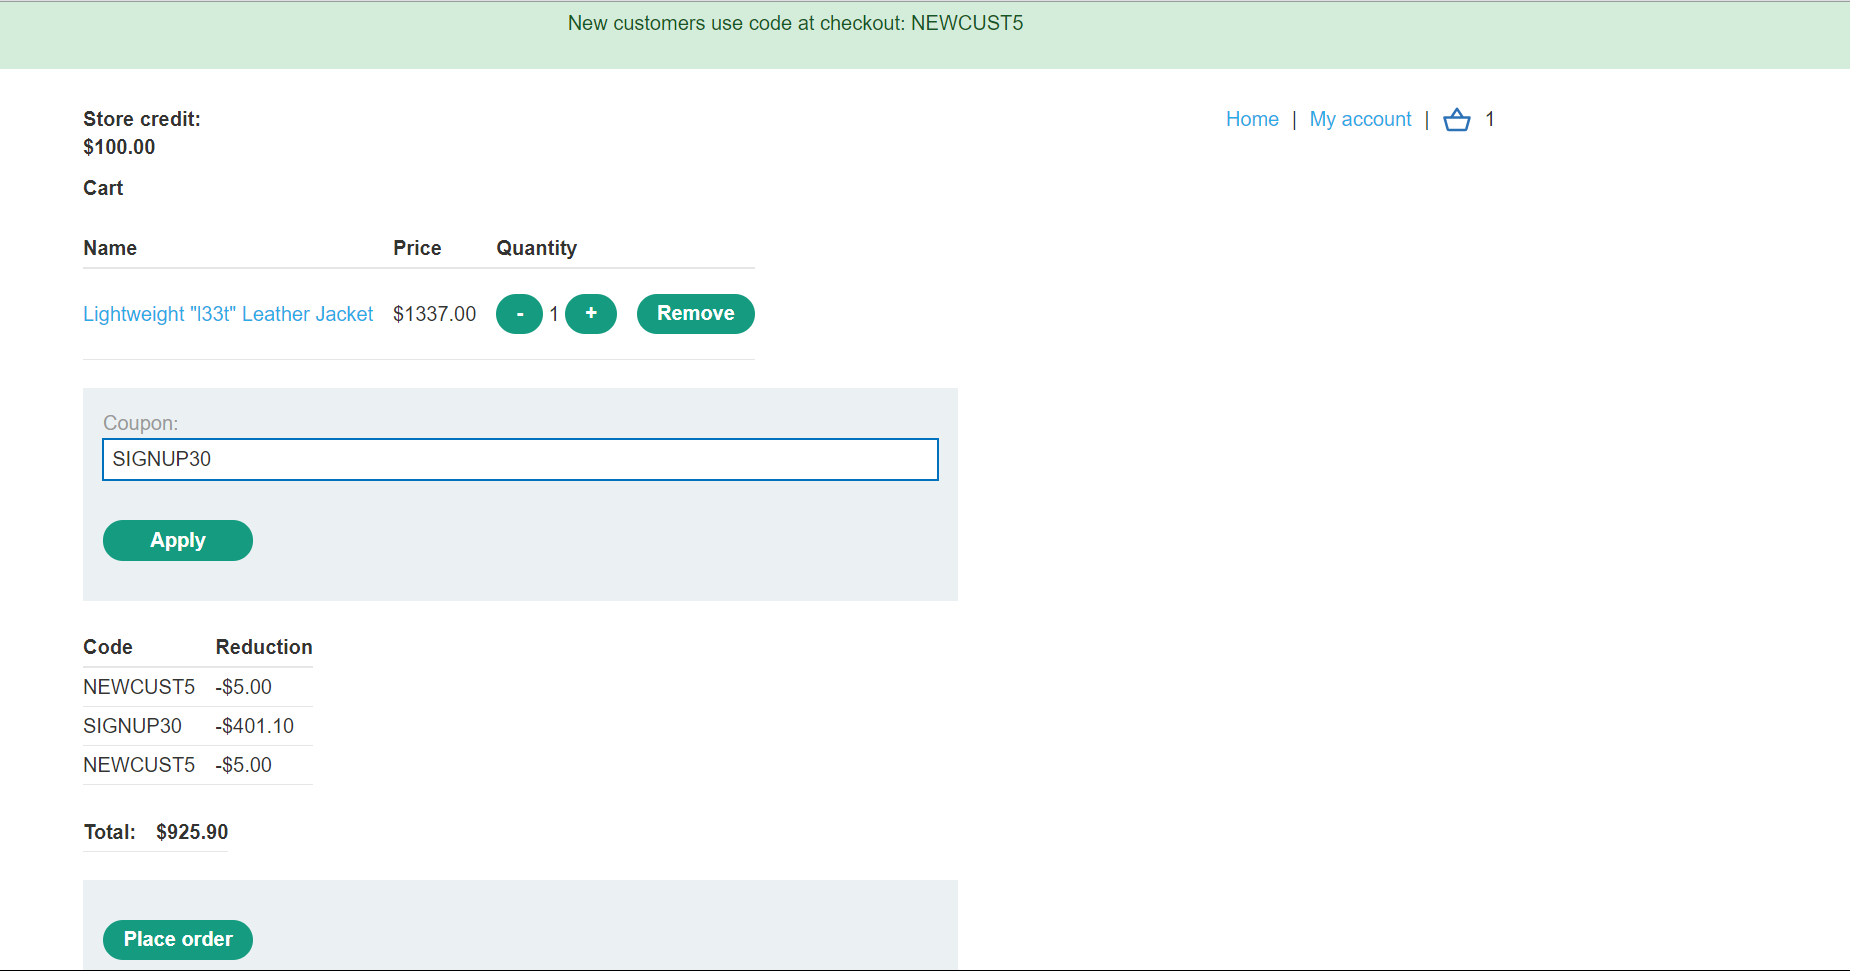 New customers use code at checkout: NEWCUST5
Store credit:
$100.00
Home | My account | 1
Cart
Name Price Quantity
Lightweight "l33t" Leather Jacket $1337.00 - 1 + Remove
Coupon:
SIGNUP30
Apply
Code Reduction
NEWCUST5 -$5.00
SIGNUP30 -$401.10
NEWCUST5 -$5.00
Total: $925.90
Place order